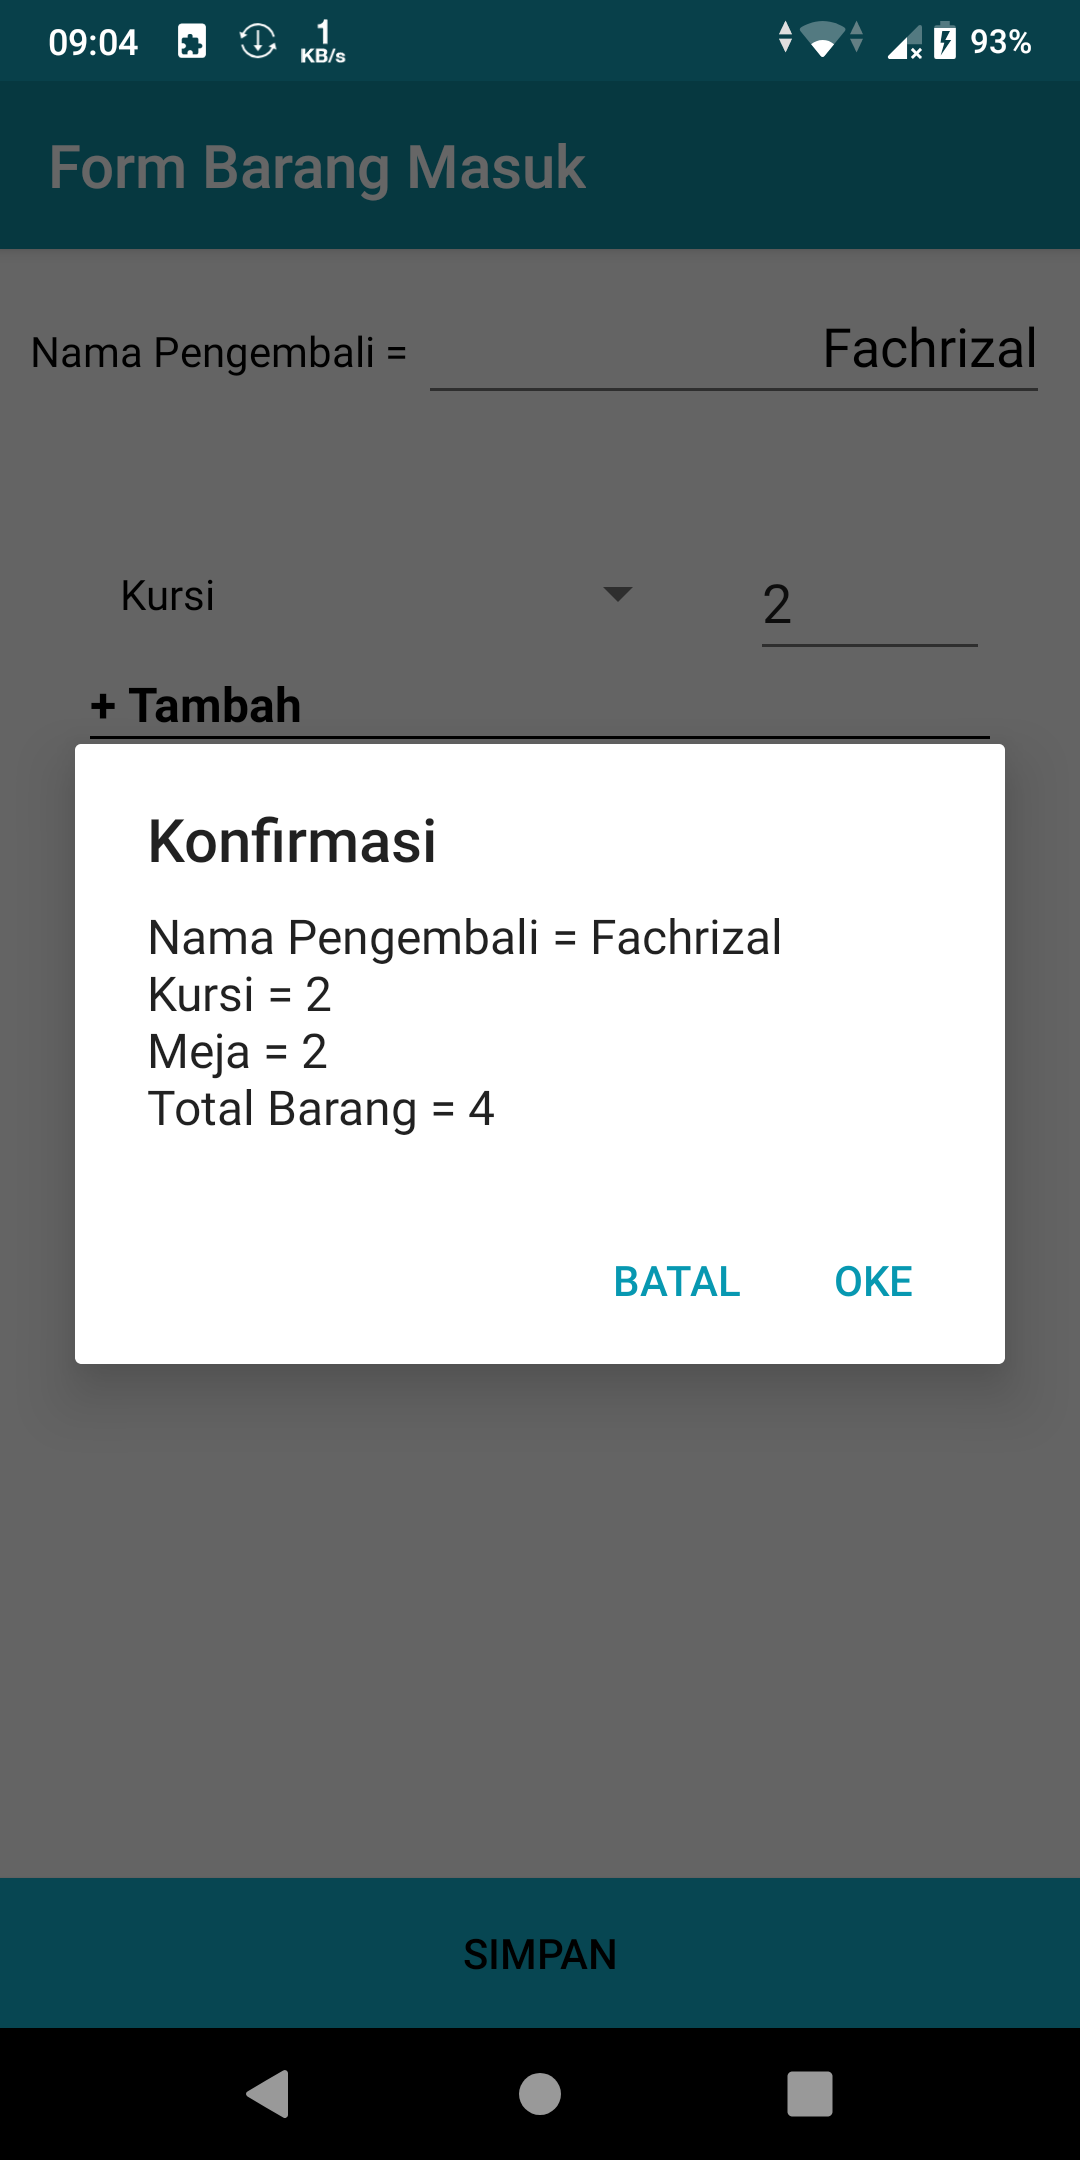 09:04 1 KB/s 93%
Form Barang Masuk
Nama Pengembali = Fachrizal
Kursi 2
+ Tambah
Konfirmasi
Nama Pengembali = Fachrizal
Kursi = 2
Meja = 2
Total Barang = 4
BATAL OKE
SIMPAN